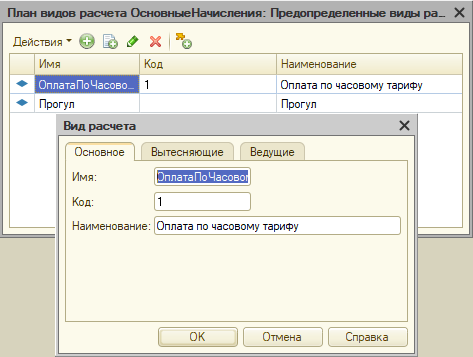 План видов расчета ОсновныеНачисления: Предопределенные виды ра...
Действия
Имя Код Наименование
ОплатаПоЧасово... 1 Оплата по часовому тарифу
Прогул Прогул
Вид расчета
Основное Вытесняющие Ведущие
Имя: ОплатаПоЧасовог
Код: 1
Наименование: Оплата по часовому тарифу
OK Отмена Справка